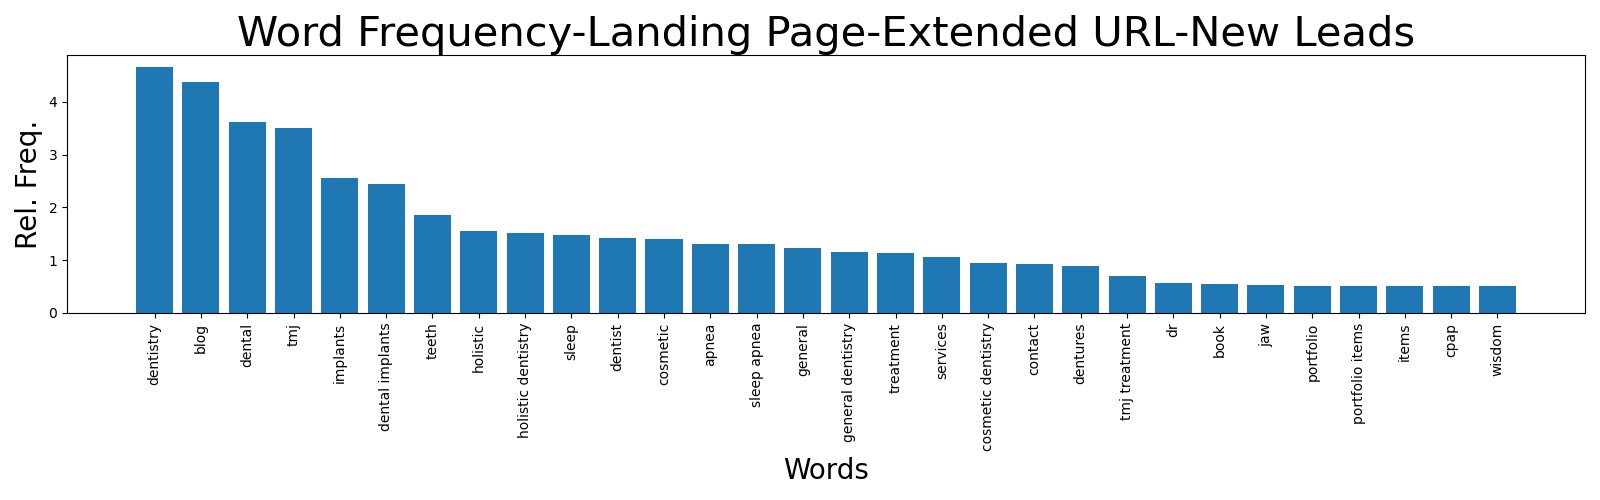 Word Frequency-Landing Page-Extended URL-New Leads
Rel. Freq.
4
3
2
1
0
dentistry
blog
dental
tmj
implants
dental implants
teeth
holistic
holistic dentistry
sleep
dentist
cosmetic
apnea
sleep apnea
general
general dentistry
treatment
services
cosmetic dentistry
contact
dentures
tmj treatment
dr
book
jaw
portfolio
portfolio items
items
cpap
wisdom
Words